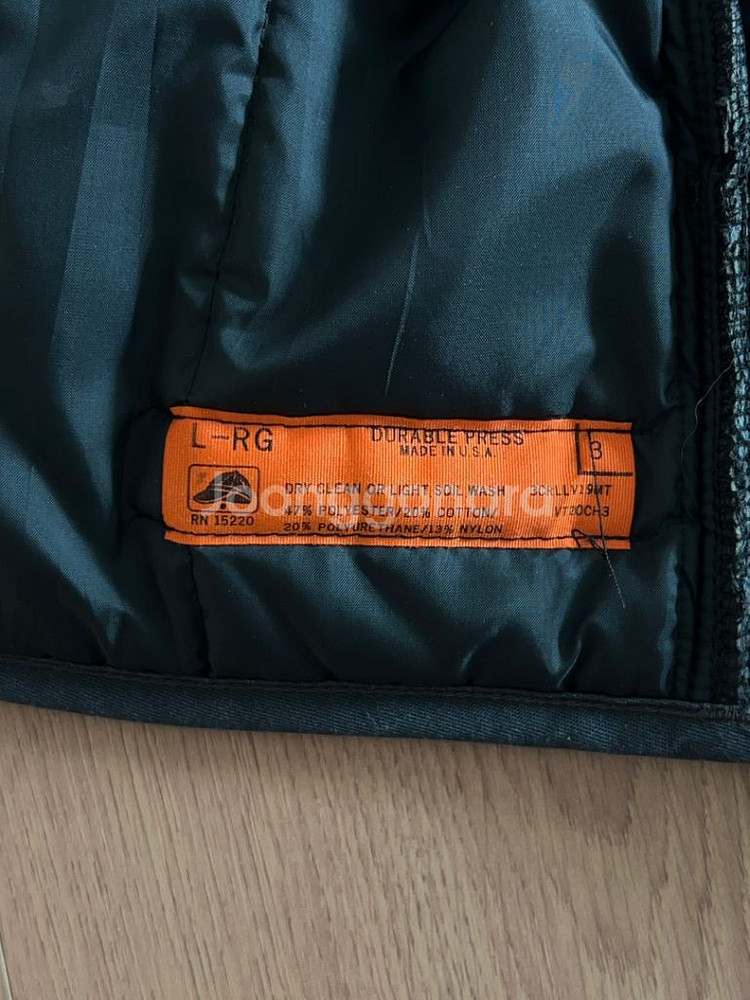 L-RG
DURABLE PRESS
MADE IN U.S.A.
3
DRY CLEAN OR LIGHT SOIL WASH
47% POLYESTER/20% COTTON/
VT20CH3
RN 15220
20% POLYURETHANE/13% NYLON